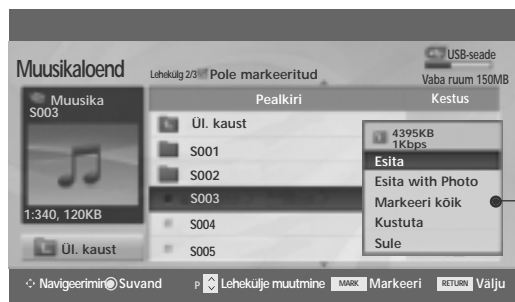 USB-seade
Muusikaloend
Lehekülg 2/3 Pole markeeritud
Vaba ruum 150MB
Muusika
S003
Pealkiri
Kestus
Ül. kaust
S001
S002
S003
S004
S005
1:340, 120KB
Ül. kaust
4395KB
1Kbps
Esita
Esita with Photo
Markeeri kõik
Kustuta
Sule
Navigeerimin Suvand P Lehekülje muutmine MARK Markeeri RETURN Välju